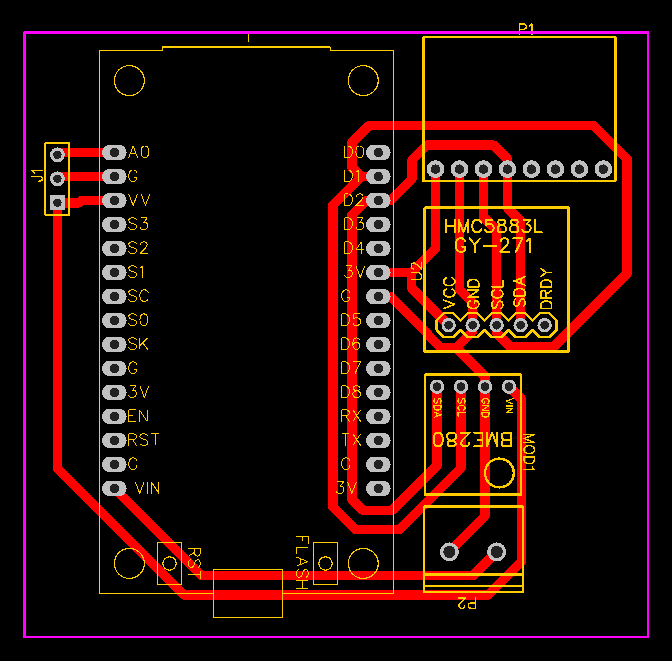 P1
J1
A0
G
VV
S3
S2
S1
SC
S0
SK
G
3V
EN
RST
G
VIN
D0
D1
D2
D3
D4
3V
G
D5
D6
D7
D8
RX
TX
G
3V
RST
FLASH
HMC5883L
GY-271
U2
VCC
GND
SCL
SDA
DRDY
SDA
SCL
GND
VIN
BME280
MOD1
P2